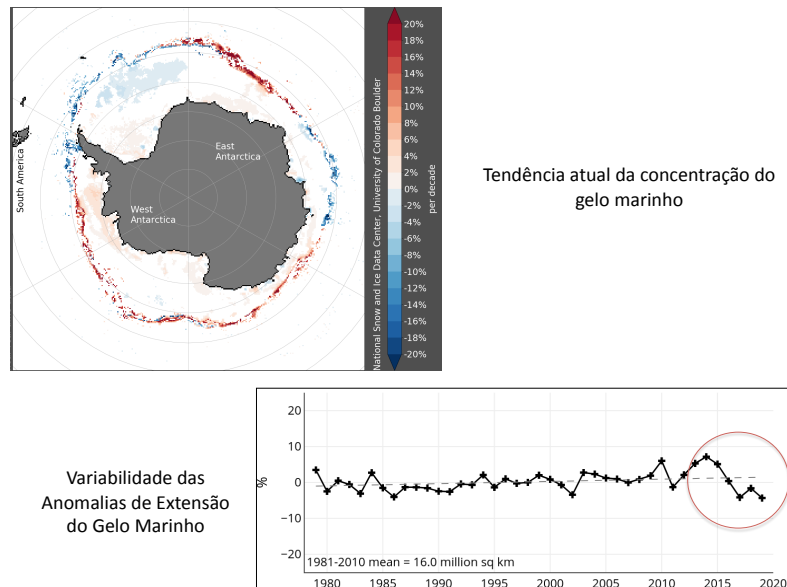 South America
East
Antarctica
West
Antarctica
National Snow and Ice Data Center, University of Colorado Boulder
20%
18%
16%
14%
12%
10%
8%
6%
4%
2%
0%
-2%
-4%
-6%
-8%
-10%
-12%
-14%
-16%
-18%
-20%
per decade
Tendência atual da concentração do
gelo marinho
Variabilidade das
Anomalias de Extensão
do Gelo Marinho
%
20
10
0
−10
−20
1981-2010 mean = 16.0 million sq km
1980 1985 1990 1995 2000 2005 2010 2015 2020